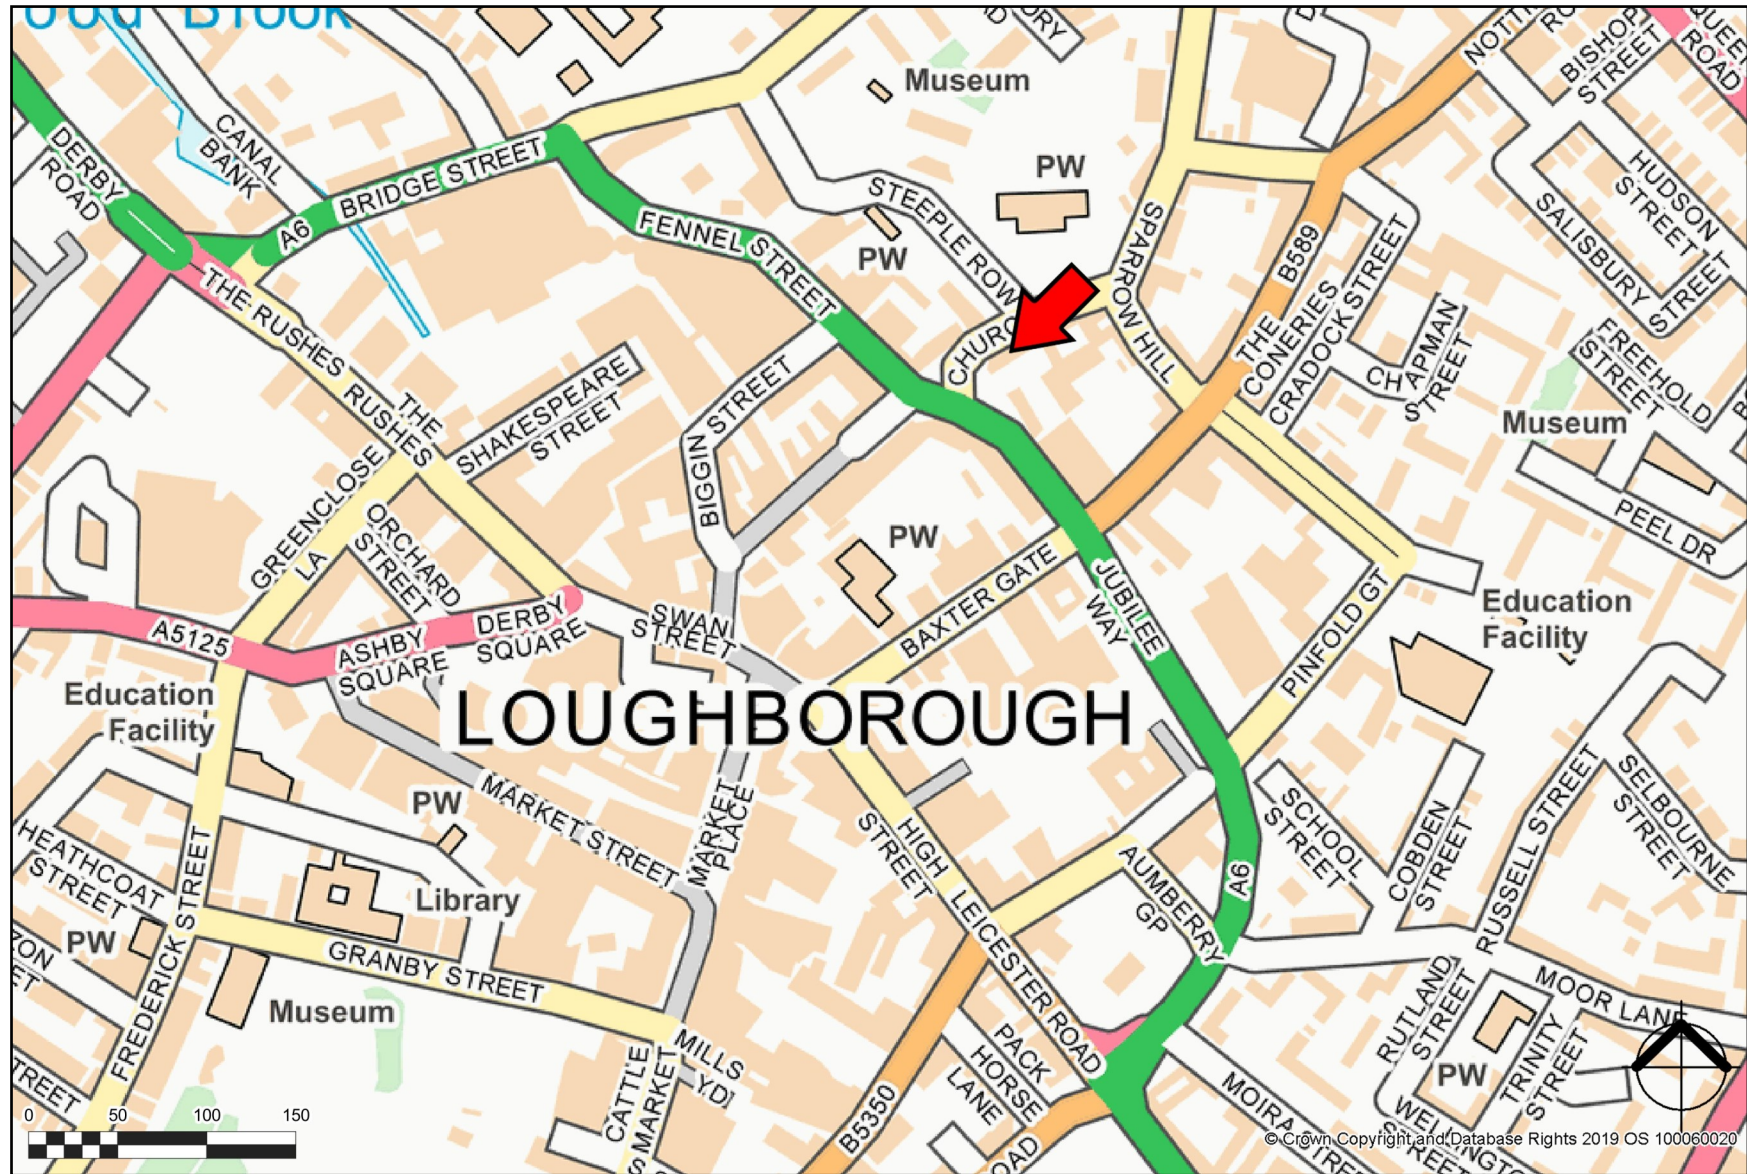 CANAL
BANK
DERBY
ROAD
A6
BRIDGE STREET
FENNEL STREET
THE RUSHES
THE
RUSHES
SHAKESPEARE
STREET
Museum
PW
STEEPLE ROW
PW
SPARROW HILL
BISHOP
STREET
ROAD
HUDSON
STREET
SALISBURY
STREET
B589
THE
CONERIES
CRADOCK STREET
CHAPMAN
STREET
FREEHOLD
STREET
Museum
PEEL DR
BIGGIN STREET
GREENCLOSE
LA
ORCHARD
STREET
PW
BAXTER GATE
JUBILEE
WAY
PINFOLD GT
Education
Facility
A5125
ASHBY
SQUARE
DERBY
SQUARE
SWAN
STREET
LOUGHBOROUGH
Education
Facility
MARKET STREET
MARKET
PLACE
HIGH
STREET
LEICESTER ROAD
SCHOOL
STREET
COBDEN
STREET
RUSSELL STREET
SELBOURNE
STREET
A6
AUMBERRY
GP
HEATHCOAT
STREET
PW
FREDERICK STREET
PW
Library
GRANBY STREET
Museum
MILLS
YD
CATTLE
MARKET
B5350
PACK
HORSE
LANE
RUTLAND
STREET
MOOR LANE
PW
TRINITY
STREET
MOIRA
0 50 100 150
© Crown Copyright and Database Rights 2019 OS 100060020